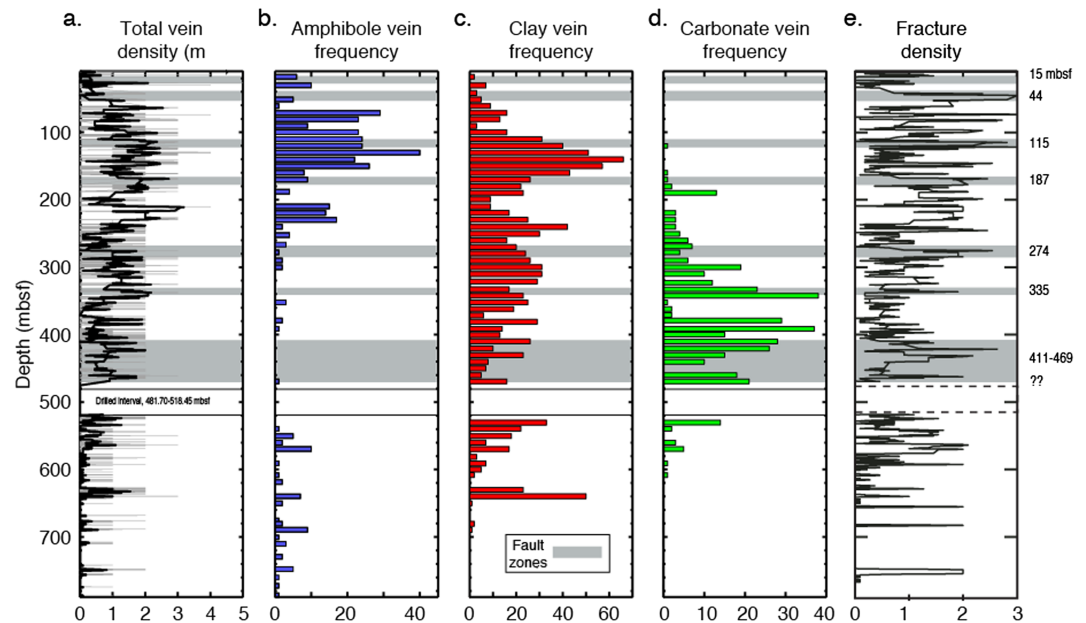 a.
Total vein
density (m
b.
Amphibole vein
frequency
c.
Clay vein
frequency
d.
Carbonate vein
frequency
e.
Fracture
density
Depth (mbsf)
100
200
300
400
500
600
700
15 mbsf
44
115
187
274
335
411-469
??
Drilled Interval, 481.70-518.45 mbsf
Fault
zones
0 1 2 3 4 5
0 20 40
0 20 40 60
0 10 20 30 40
0 1 2 3